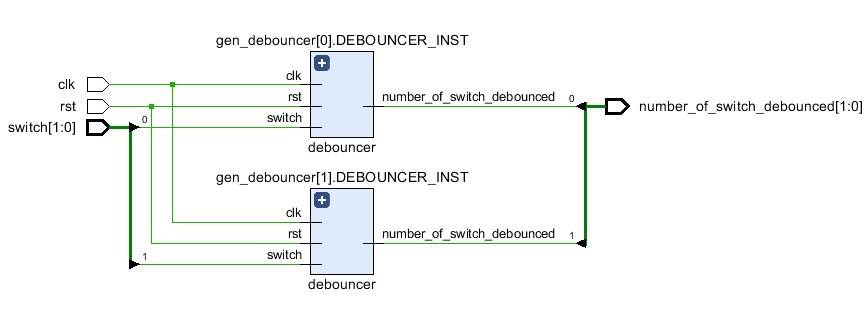 gen_debouncer[0].DEBOUNCER_INST
clk
clk
rst
rst
number_of_switch_debounced
0
number_of_switch_debounced[1:0]
switch[1:0]
0
switch
debouncer
gen_debouncer[1].DEBOUNCER_INST
clk
rst
number_of_switch_debounced
1
1
switch
debouncer